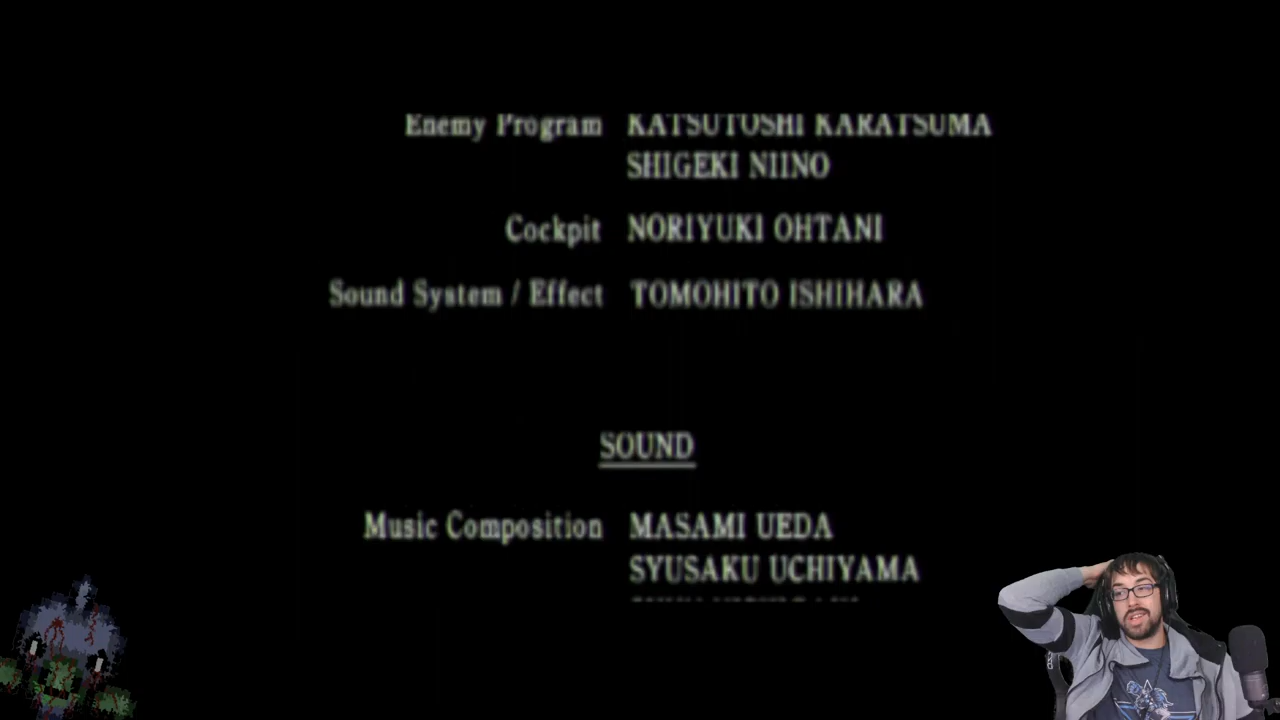 Enemy Program KATSUTOSHI KARATSUMA
SHIGEKI NIINO
Cockpit NORIYUKI OHTANI
Sound System / Effect TOMOHITO ISHIHARA
SOUND
Music Composition MASAMI UEDA
SYUSAKU UCHIYAMA